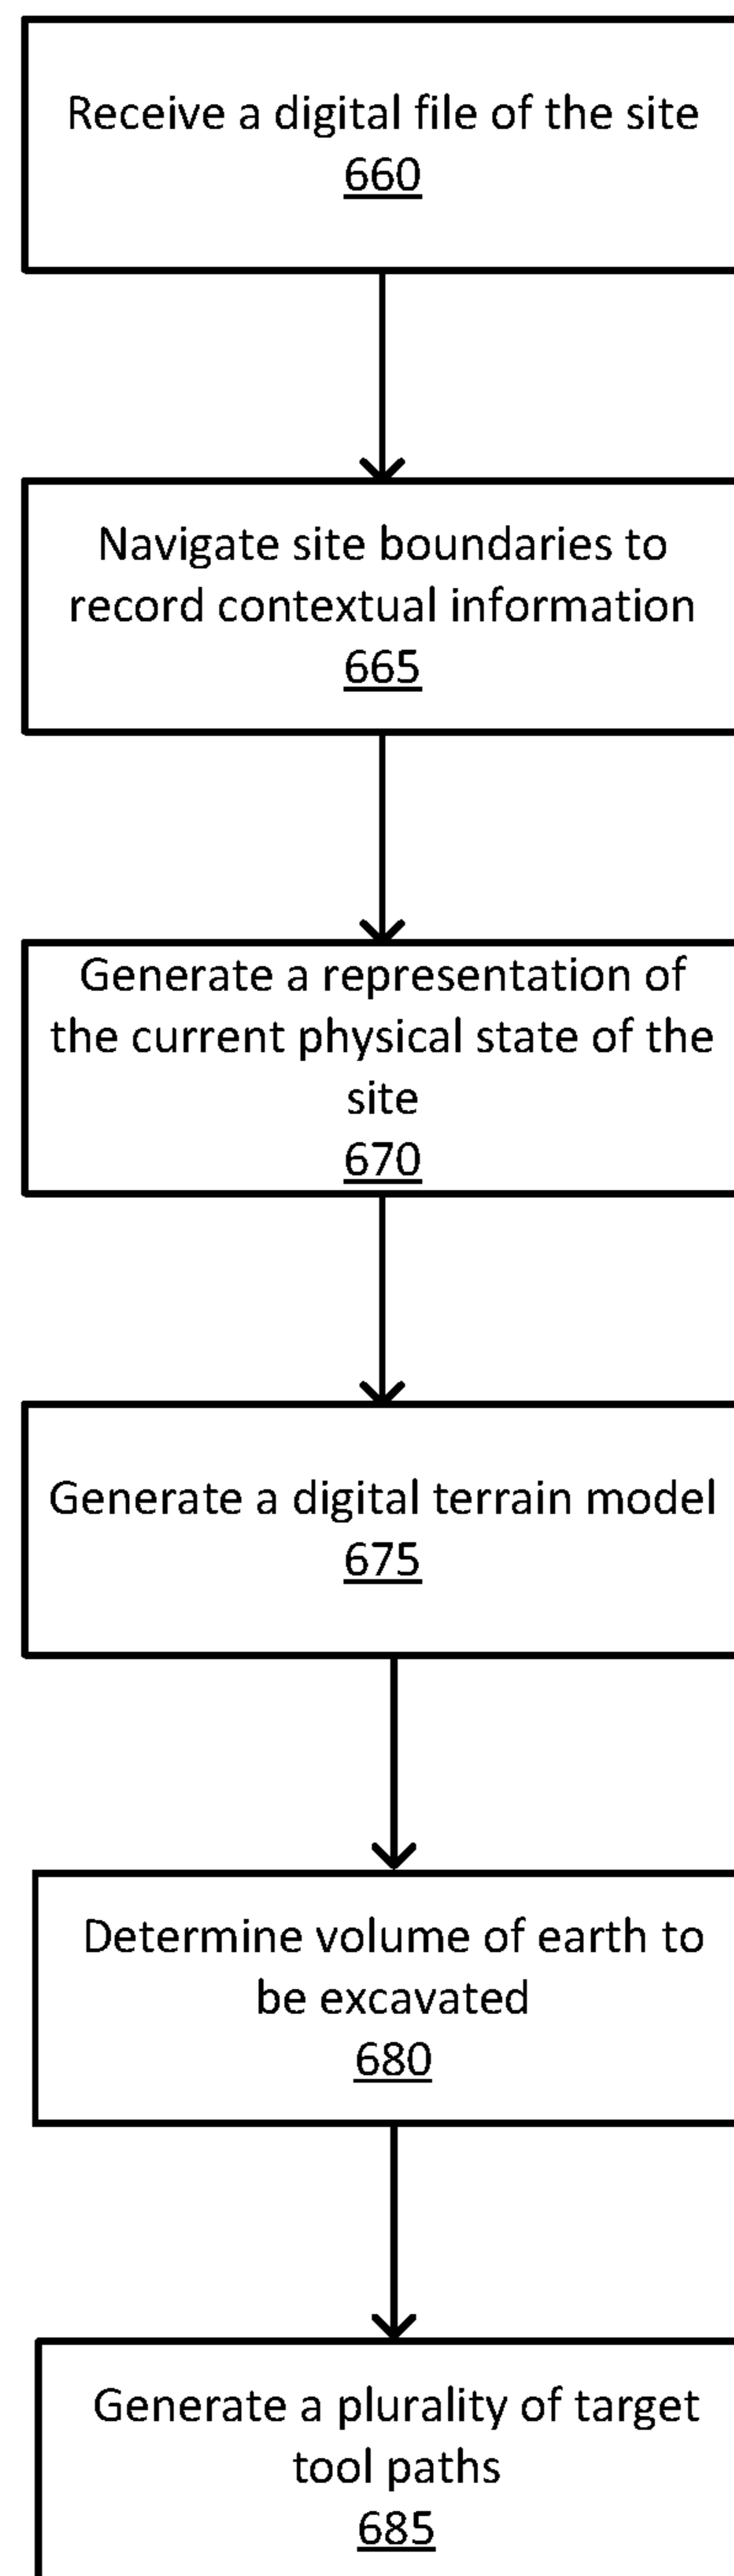 Receive a digital file of the site
660
Navigate site boundaries to
record contextual information
665
Generate a representation of
the current physical state of the
site
670
Generate a digital terrain model
675
Determine volume of earth to
be excavated
680
Generate a plurality of target
tool paths
685